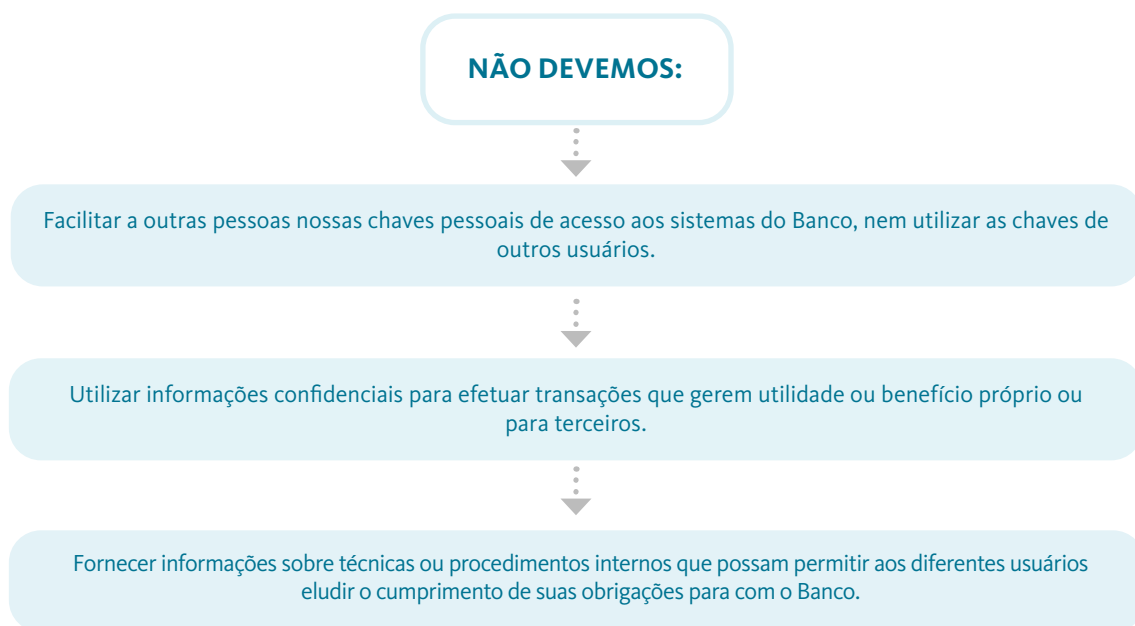 NÃO DEVEMOS:
Facilitar a outras pessoas nossas chaves pessoais de acesso aos sistemas do Banco, nem utilizar as chaves de
outros usuários.
Utilizar informações confidenciais para efetuar transações que gerem utilidade ou benefício próprio ou
para terceiros.
Fornecer informações sobre técnicas ou procedimentos internos que possam permitir aos diferentes usuários
eludir o cumprimento de suas obrigações para com o Banco.